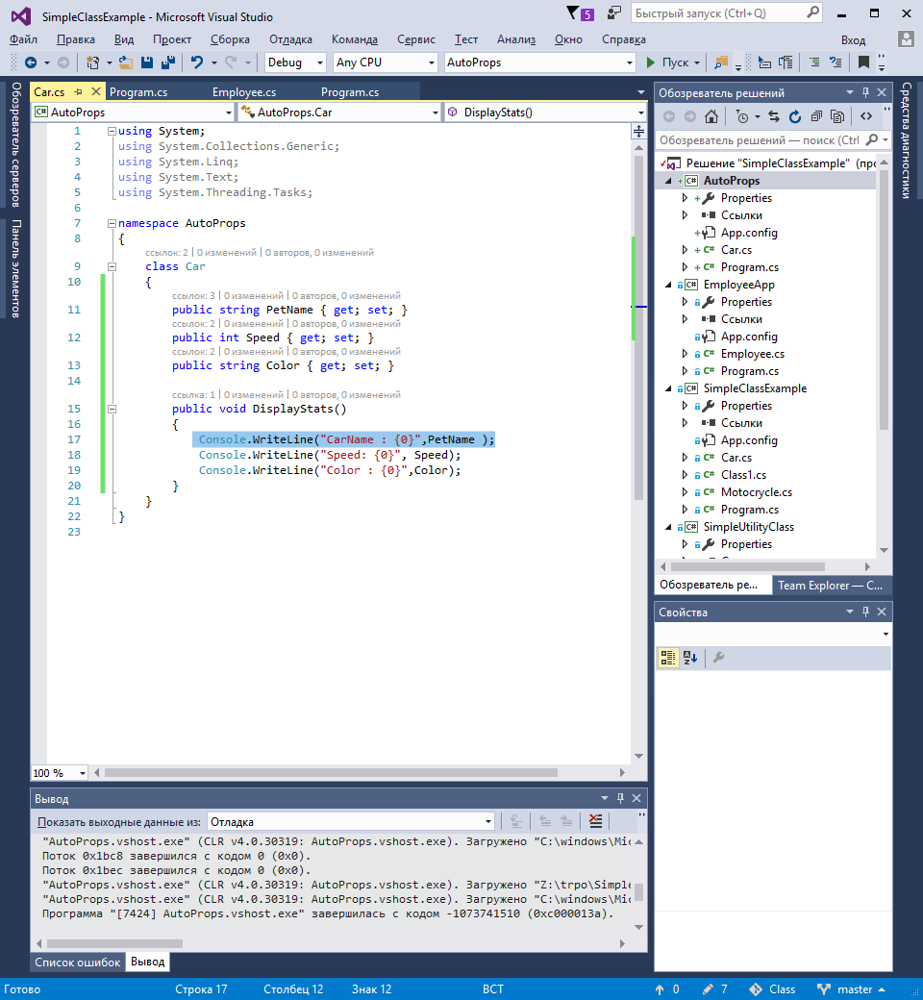 SimpleClassExample - Microsoft Visual Studio
5
Быстрый запуск (Ctrl+Q)
Файл Правка Вид Проект Сборка Отладка Команда Сервис Тест Анализ Окно Справка Вход
Debug Any CPU AutoProps Пуск
Обозреватель серверов
Панель элементов
Car.cs Program.cs Employee.cs Program.cs
C# AutoProps AutoProps.Car DisplayStats()
1 using System;
2 using System.Collections.Generic;
3 using System.Linq;
4 using System.Text;
5 using System.Threading.Tasks;
6
7 namespace AutoProps
8 {
ссылок: 2 | 0 изменений | 0 авторов, 0 изменений
9 class Car
10 {
ссылок: 3 | 0 изменений | 0 авторов, 0 изменений
11 public string PetName { get; set; }
ссылок: 2 | 0 изменений | 0 авторов, 0 изменений
12 public int Speed { get; set; }
ссылок: 2 | 0 изменений | 0 авторов, 0 изменений
13 public string Color { get; set; }
14
ссылка: 1 | 0 изменений | 0 авторов, 0 изменений
15 public void DisplayStats()
16 {
17 Console.WriteLine("CarName : {0}",PetName );
18 Console.WriteLine("Speed: {0}", Speed);
19 Console.WriteLine("Color : {0}",Color);
20 }
21 }
22 }
23
100 %
Обозреватель решений
Обозреватель решений — поиск (Ctrl
Решение "SimpleClassExample" (прo
C# AutoProps
Properties
Ссылки
App.config
C# Car.cs
C# Program.cs
C# EmployeeApp
Properties
Ссылки
App.config
C# Employee.cs
C# Program.cs
C# SimpleClassExample
Properties
Ссылки
App.config
C# Car.cs
C# Class1.cs
C# Motocrycle.cs
C# Program.cs
C# SimpleUtilityClass
Properties
Обозреватель ре... Team Explorer — С...
Средства диагностики
Свойства
Вывод
Показать выходные данные из: Отладка
"AutoProps.vshost.exe" (CLR v4.0.30319: AutoProps.vshost.exe). Загружено "C:\windows\Mic
Поток 0x1bc8 завершился с кодом 0 (0x0).
Поток 0x1bec завершился с кодом 0 (0x0).
"AutoProps.vshost.exe" (CLR v4.0.30319: AutoProps.vshost.exe). Загружено "Z:\trpo\Simple
"AutoProps.vshost.exe" (CLR v4.0.30319: AutoProps.vshost.exe). Загружено "C:\windows\Mic
Программа "[7424] AutoProps.vshost.exe" завершилась с кодом -1073741510 (0xc000013a).
Список ошибок Вывод
Готово Строка 17 Столбец 12 Знак 12 ВСТ 0 7 Class master